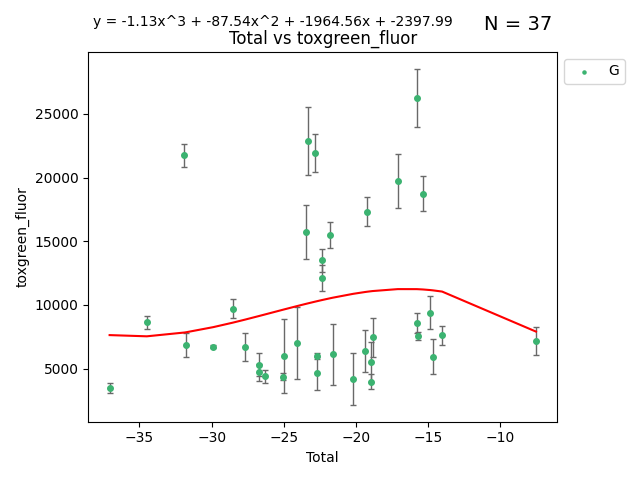 y = -1.13x^3 + -87.54x^2 + -1964.56x + -2397.99
N = 37
Total vs toxgreen_fluor
G
25000
20000
15000
10000
5000
toxgreen_fluor
−35 −30 −25 −20 −15 −10
Total